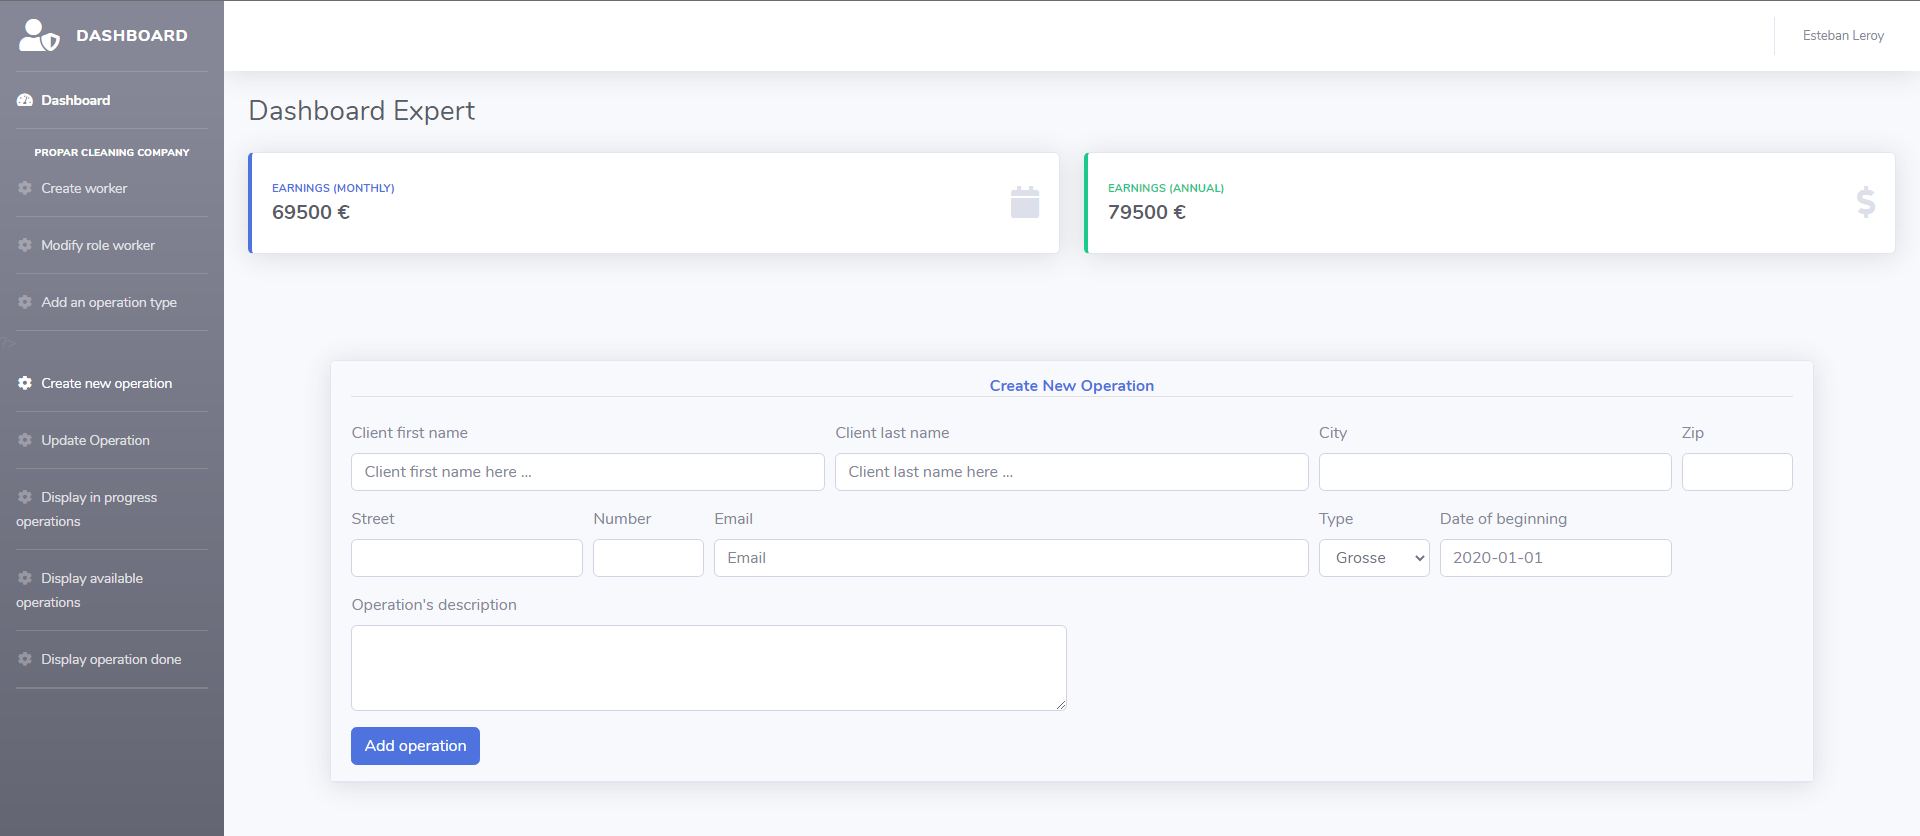 DASHBOARD
Esteban Leroy
Dashboard
PROPAR CLEANING COMPANY
Create worker
Modify role worker
Add an operation type
?>
Create new operation
Update Operation
Display in progress
operations
Display available
operations
Display operation done
Dashboard Expert
EARNINGS (MONTHLY)
69500 €
EARNINGS (ANNUAL)
79500 €
Create New Operation
Client first name
Client last name
City
Zip
Client first name here ...
Client last name here ...
Street
Number
Email
Type
Date of beginning
Email
Grosse
2020-01-01
Operation's description
Add operation